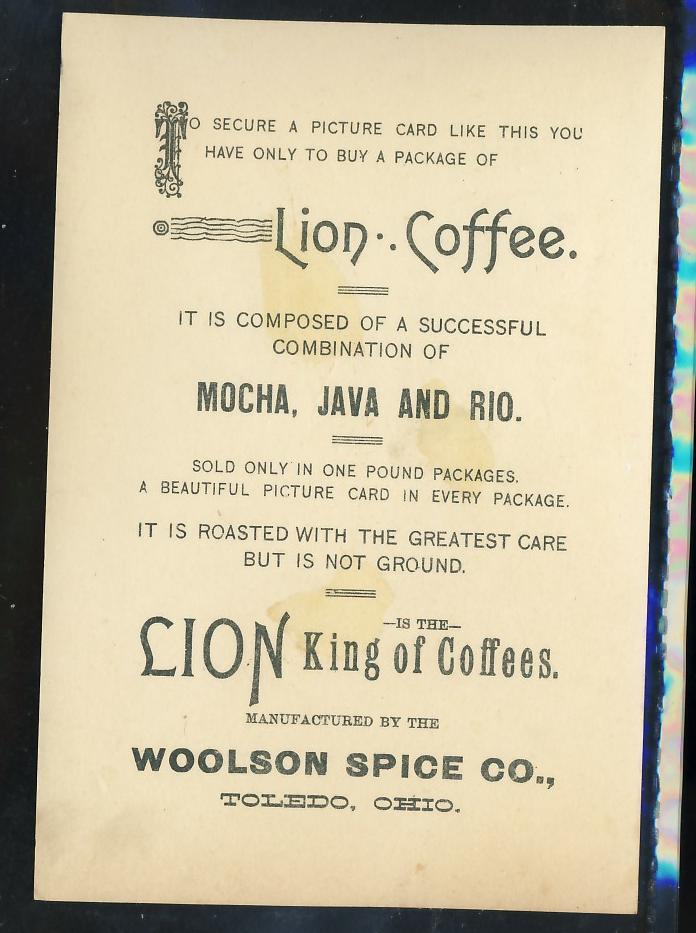 TO SECURE A PICTURE CARD LIKE THIS YOU
HAVE ONLY TO BUY A PACKAGE OF
Lion·.Coffee.
IT IS COMPOSED OF A SUCCESSFUL
COMBINATION OF
MOCHA, JAVA AND RIO.
SOLD ONLY IN ONE POUND PACKAGES.
A BEAUTIFUL PICTURE CARD IN EVERY PACKAGE.
IT IS ROASTED WITH THE GREATEST CARE
BUT IS NOT GROUND.
LION —IS THE— King of Coffees.
MANUFACTURED BY THE
WOOLSON SPICE CO.,
TOLEDO, OHIO.